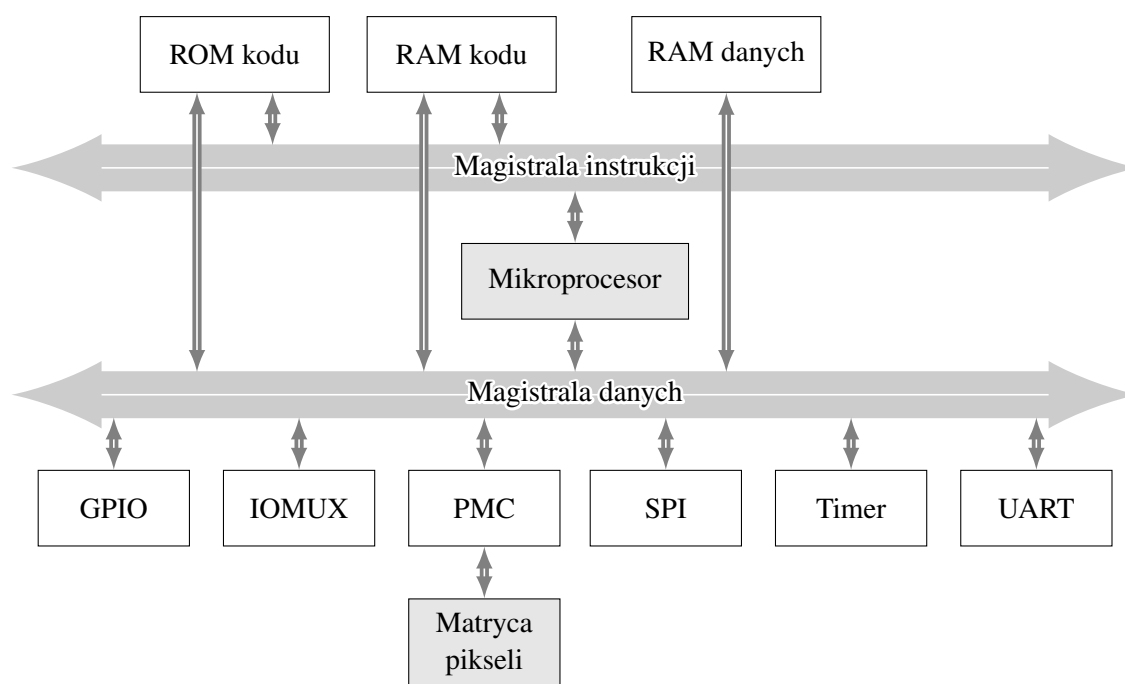 ROM kodu
RAM kodu
RAM danych
Magistrala instrukcji
Mikroprocesor
Magistrala danych
GPIO
IOMUX
PMC
SPI
Timer
UART
Matryca
pikseli